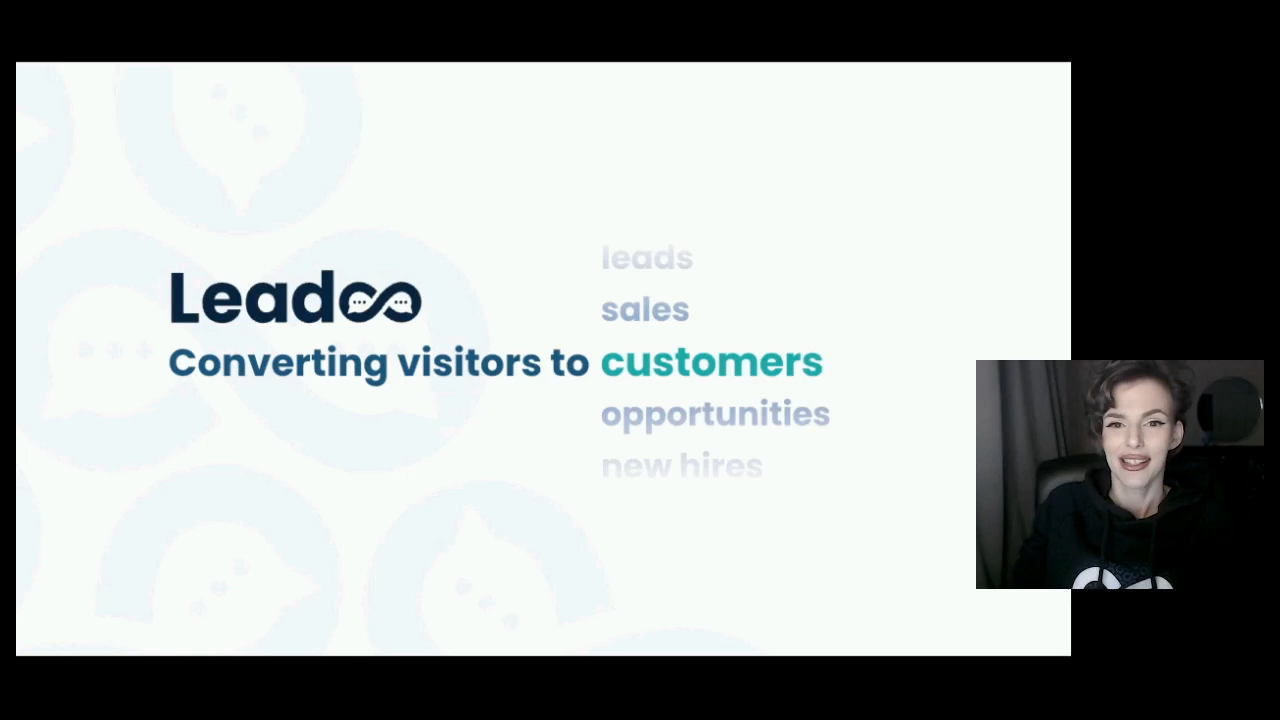 leads
Leadoo
sales
Converting visitors to customers
opportunities
new hires